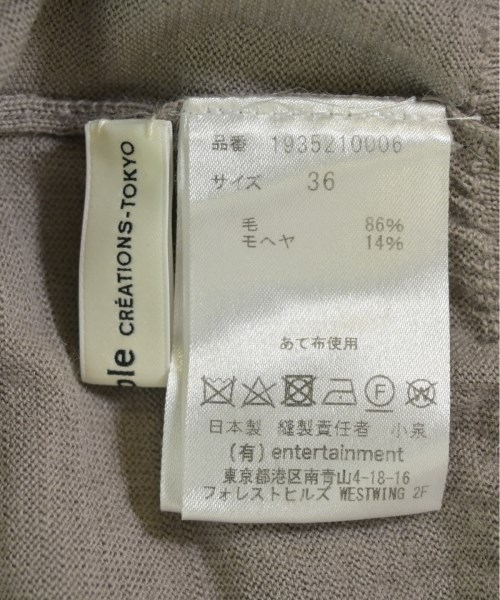 品番 1935210006
サイズ 36
毛 86%
モヘヤ 14%
あて布使用
日本製 縫製責任者 小泉
(有) entertainment
東京都港区南青山4-18-16
フォレストヒルズ WESTWING 2F
CRÉATIONS-TOKYO